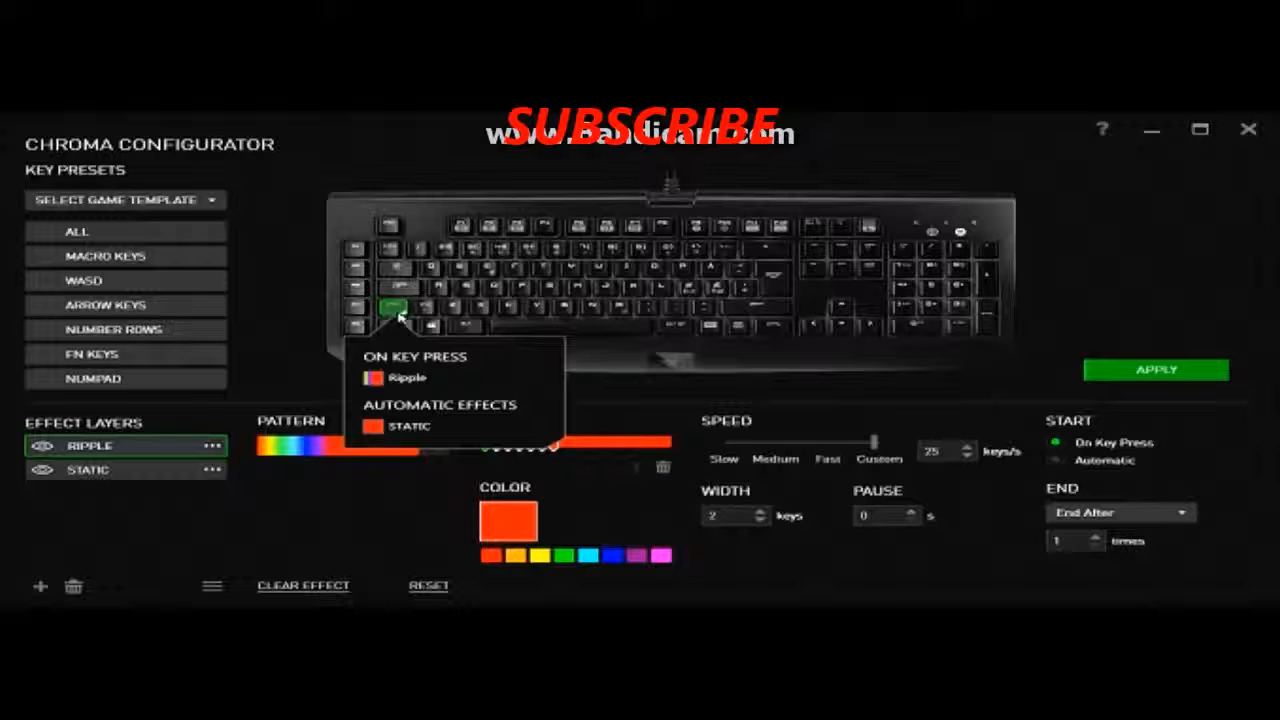 SUBSCRIBE
www.bandicam.com
CHROMA CONFIGURATOR
?
KEY PRESETS
SELECT GAME TEMPLATE
ALL
MACRO KEYS
WASD
ARROW KEYS
NUMBER ROWS
FN KEYS
NUMPAD
ON KEY PRESS
Ripple
AUTOMATIC EFFECTS
STATIC
APPLY
EFFECT LAYERS
RIPPLE
STATIC
PATTERN
COLOR
SPEED
Slow Medium Fast Custom
25 keys/s
WIDTH
2 keys
PAUSE
0 s
START
On Key Press
Automatic
END
End After
1 times
CLEAR EFFECT
RESET